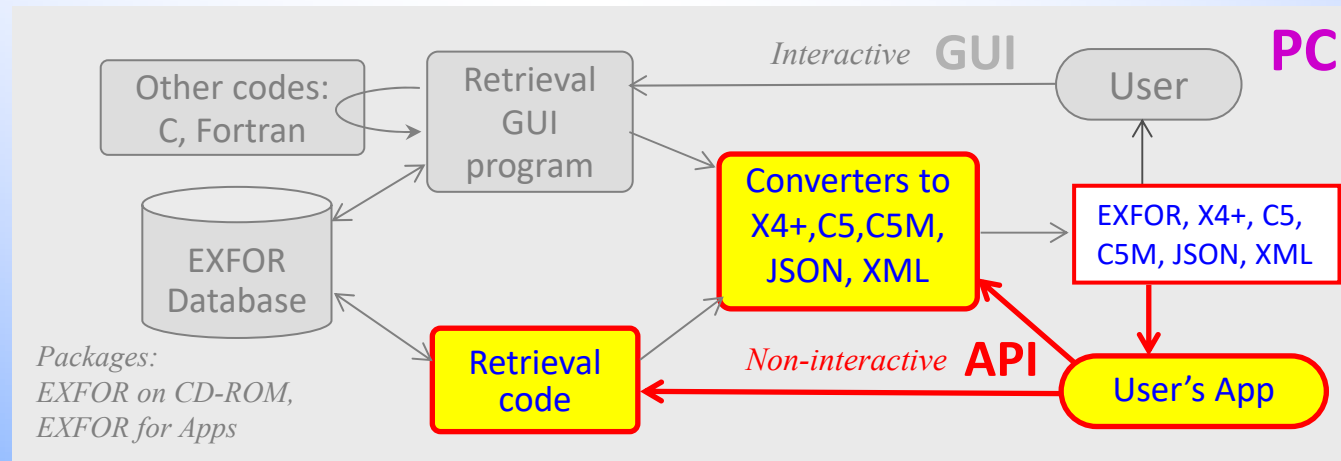 Interactive GUI
PC
Other codes:
C, Fortran
Retrieval
GUI
program
User
Converters to
X4+,C5,C5M,
JSON, XML
EXFOR, X4+, C5,
C5M, JSON, XML
EXFOR
Database
Packages:
EXFOR on CD-ROM,
EXFOR for Apps
Retrieval
code
Non-interactive API
User’s App